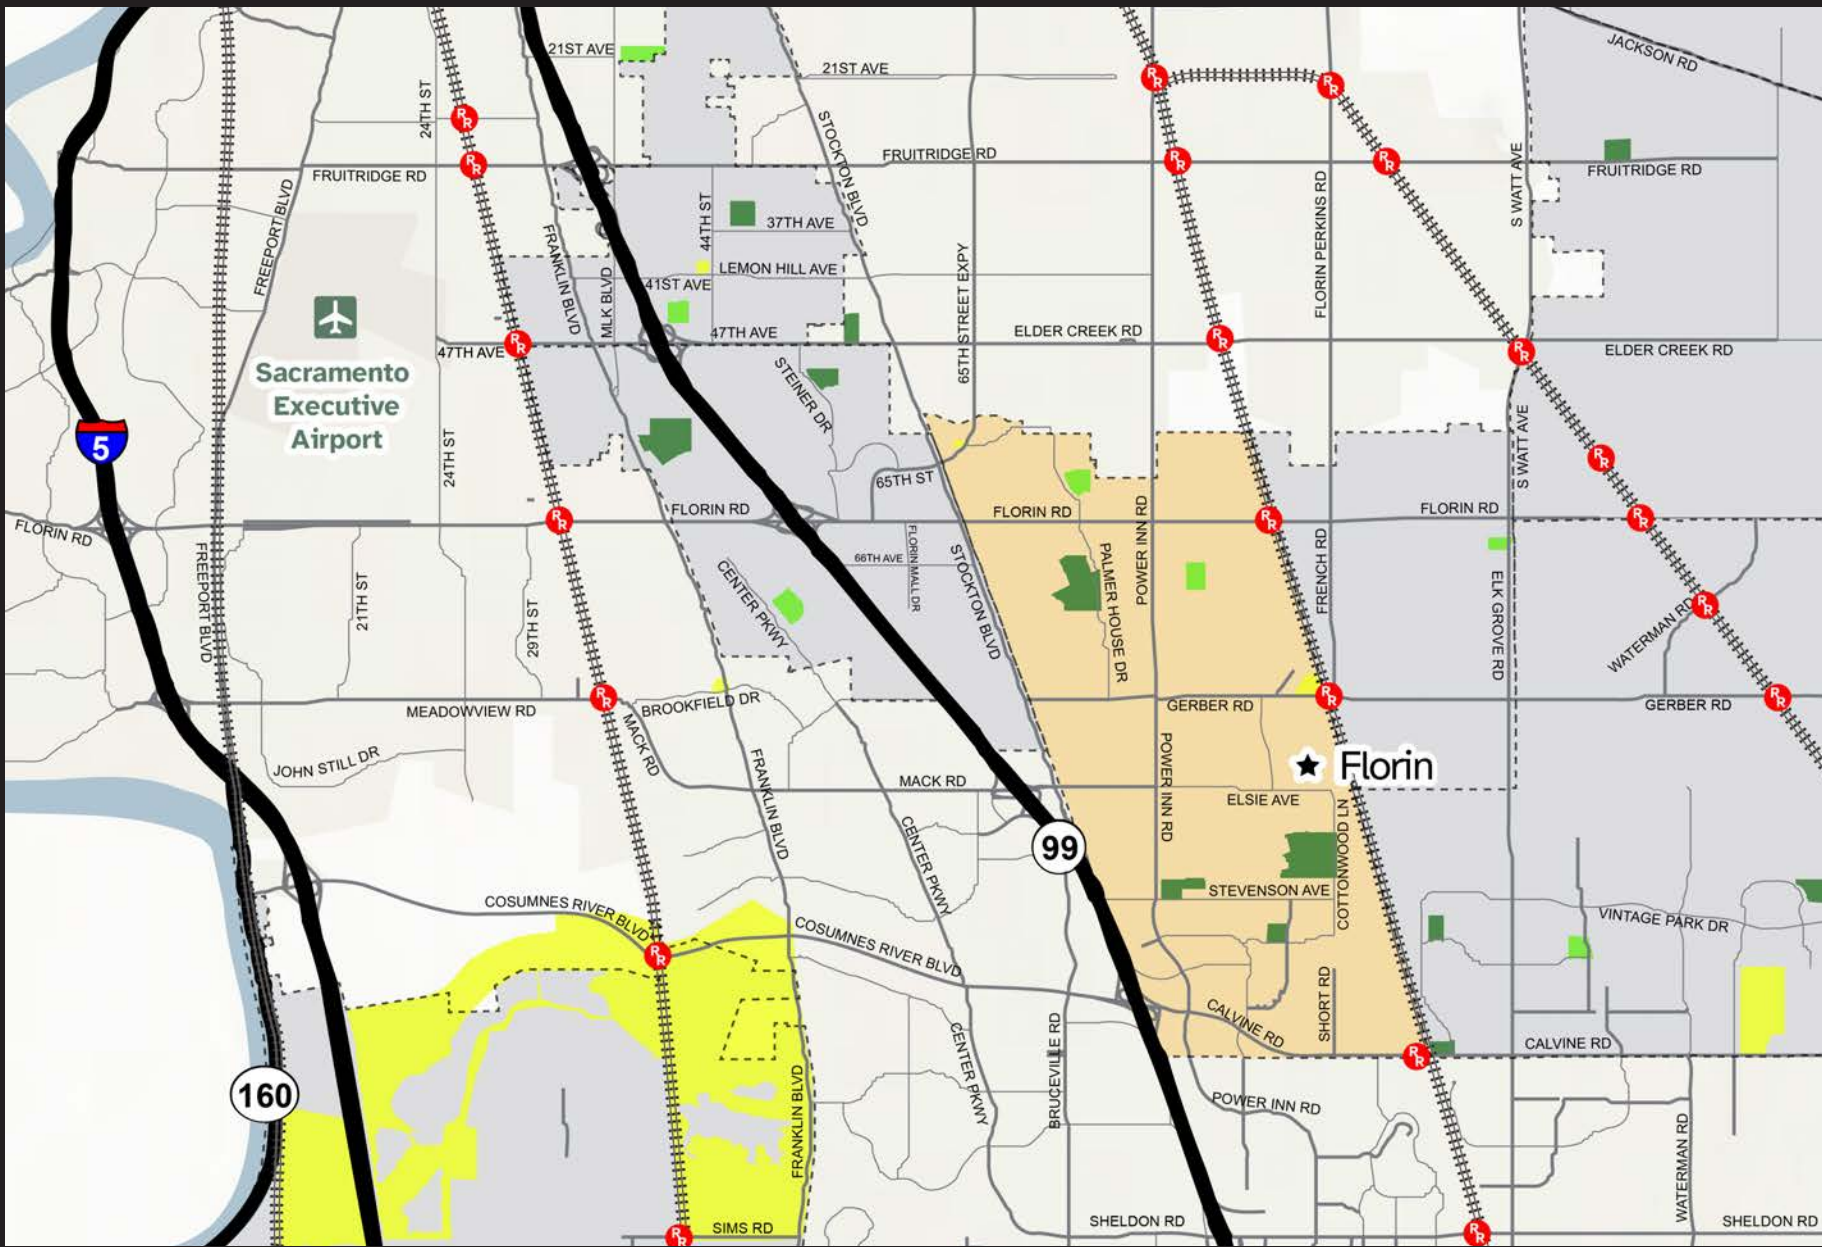 JACKSON RD
21ST AVE
21ST AVE
24TH ST
R
R
R
R
R
R
R
R
STOCKTON BLVD
FRUITRIDGE RD
R
R
FRUITRIDGE RD
R
R
R
R
FRUITRIDGE RD
S WATT AVE
FREEPORT BLVD
44TH ST
37TH AVE
FLORIN PERKINS RD
FRANKLIN BLVD
MLK BLVD
LEMON HILL AVE
41ST AVE
65TH STREET EXPY
47TH AVE
ELDER CREEK RD
R
R
47TH AVE
R
R
R
R
ELDER CREEK RD
Sacramento
Executive
Airport
STEINER DR
5
24TH ST
S WATT AVE
R
R
65TH ST
FLORIN RD
R
R
FLORIN RD
FLORIN RD
POWER INN RD
R
R
FLORIN RD
R
R
FREEPORT BLVD
21TH ST
29TH ST
CENTER PKWY
66TH AVE
FLORIN MALL DR
STOCKTON BLVD
PALMER HOUSE DR
FRENCH RD
ELK GROVE RD
WATERMAN RD
R
R
MEADOWVIEW RD
R
R
MACK RD
BROOKFIELD DR
GERBER RD
R
R
GERBER RD
R
R
JOHN STILL DR
FRANKLIN BLVD
MACK RD
POWER INN RD
Florin
ELSIE AVE
COTTONWOOD LN
CENTER PKWY
99
STEVENSON AVE
COSUMNES RIVER BLVD
R
R
COSUMNES RIVER BLVD
VINTAGE PARK DR
CENTER PKWY
BRUCEVILLE RD
CALVINE RD
SHORT RD
R
R
CALVINE RD
160
FRANKLIN BLVD
POWER INN RD
WATERMAN RD
R
R
SIMS RD
SHELDON RD
R
R
SHELDON RD